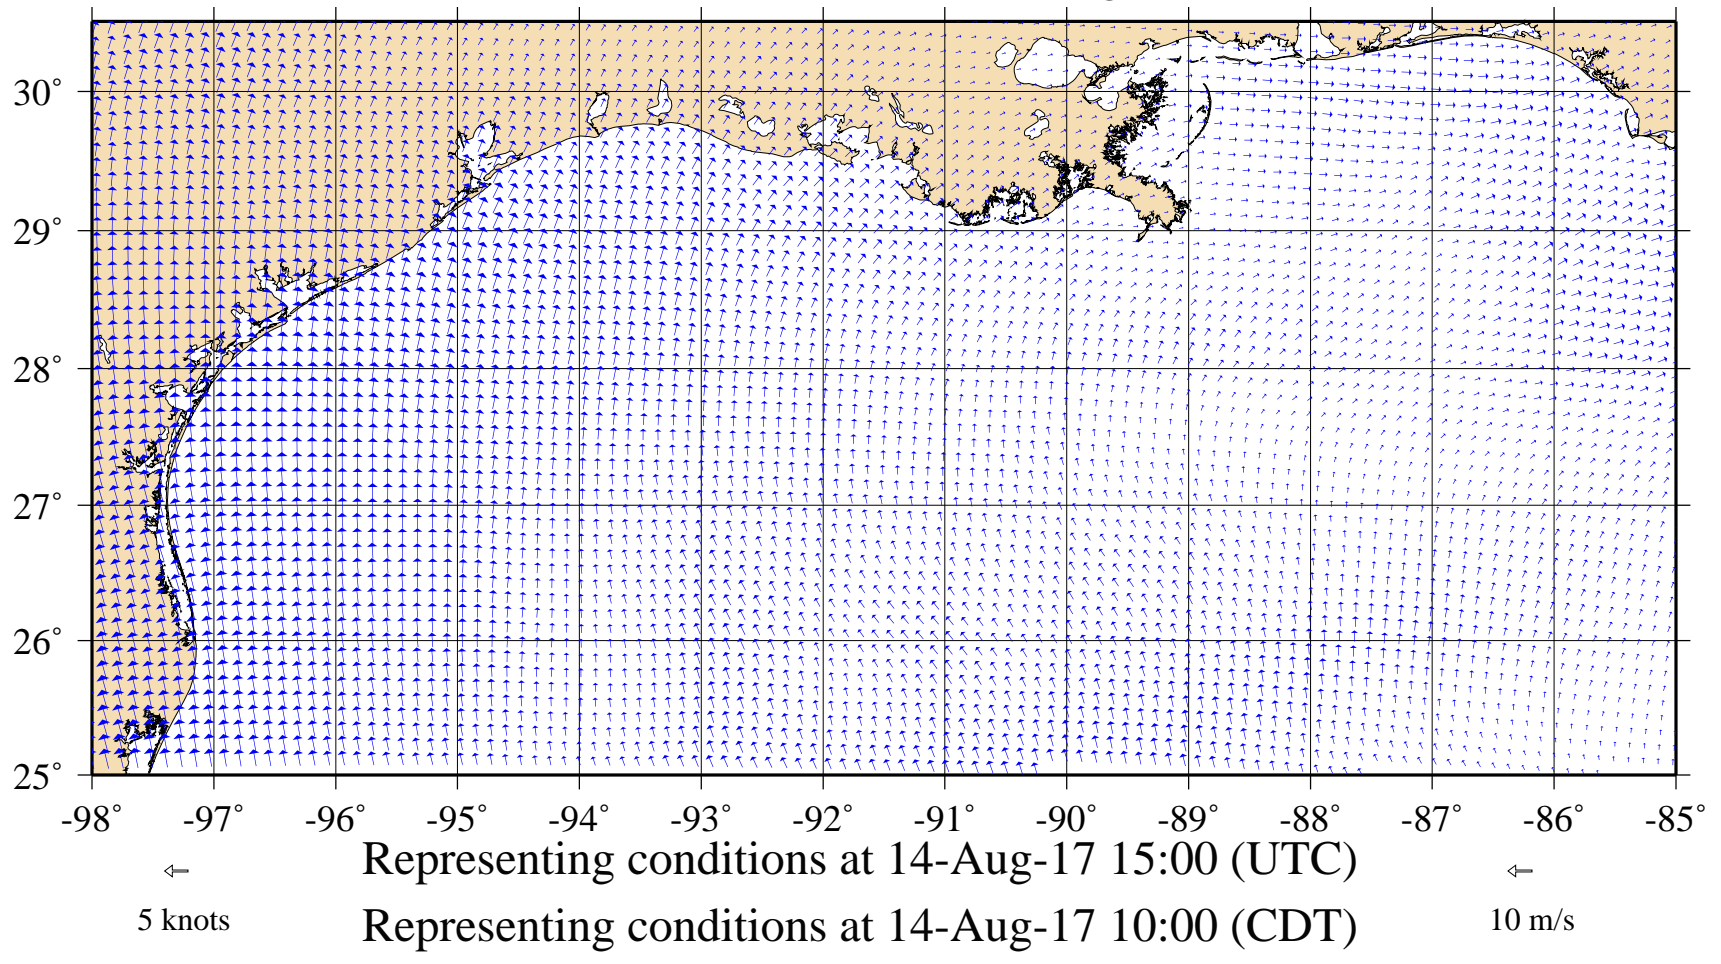 30°
29°
28°
27°
26°
25°
-98° -97° -96° -95° -94° -93° -92° -91° -90° -89° -88° -87° -86° -85°
Representing conditions at 14-Aug-17 15:00 (UTC)
5 knots
Representing conditions at 14-Aug-17 10:00 (CDT)
10 m/s